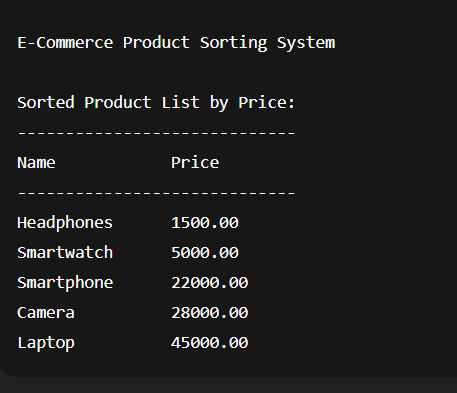 E-Commerce Product Sorting System
Sorted Product List by Price:
-----------------------------
Name            Price
-----------------------------
Headphones      1500.00
Smartwatch      5000.00
Smartphone      22000.00
Camera          28000.00
Laptop          45000.00